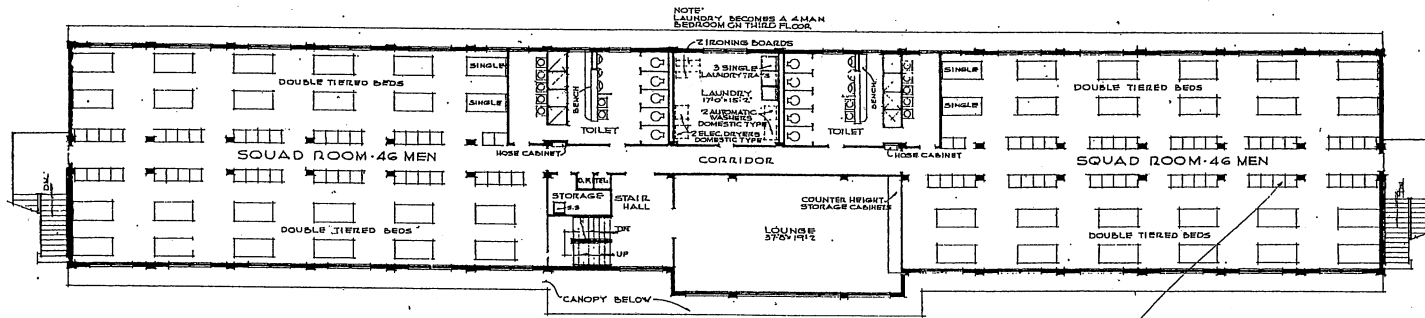 NOTE:
LAUNDRY BECOMES A 4 MAN
BEDROOM ON THIRD FLOOR
2 IRONING BOARDS
SINGLE
DOUBLE TIERED BEDS
SINGLE
BENCH
TOILET
3 SINGLE
LAUNDRY TRAYS
LAUNDRY
17'0" x 15'2"
2 AUTOMATIC
WASHERS
DOMESTIC TYPE
2 ELEC. DRYERS
DOMESTIC TYPE
BENCH
TOILET
SINGLE
DOUBLE TIERED BEDS
SINGLE
SQUAD ROOM · 46 MEN
HOSE CABINET
CORRIDOR
HOSE CABINET
SQUAD ROOM · 46 MEN
D.F.
TEL.
STORAGE
S.S
STAIR
HALL
COUNTER HEIGHT
STORAGE CABINETS
DN
DOUBLE TIERED BEDS
DN
UP
LOUNGE
DOUBLE TIERED BEDS
CANOPY BELOW